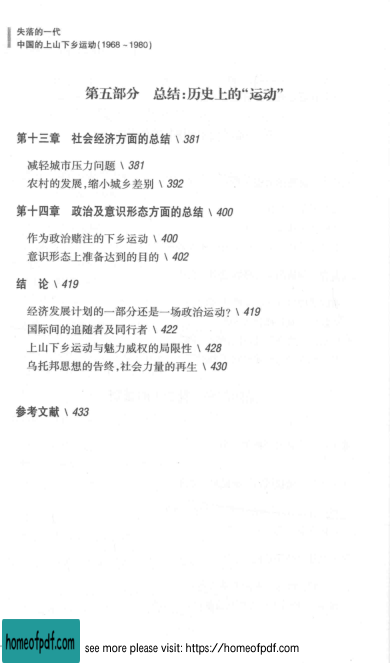 失落的一代
中国的上山下乡运动(1968～1980)
第五部分　总结:历史上的“运动”
第十三章　社会经济方面的总结 \ 381
减轻城市压力问题 \ 381
农村的发展,缩小城乡差别 \ 392
第十四章　政治及意识形态方面的总结 \ 400
作为政治赌注的下乡运动 \ 400
意识形态上准备达到的目的 \ 402
结　论 \ 419
经济发展计划的一部分还是一场政治运动? \ 419
国际间的追随者及同行者 \ 422
上山下乡运动与魅力威权的局限性 \ 428
乌托邦思想的告终,社会力量的再生 \ 430
参考文献 \ 433
homeofpdf.com
see more please visit: https://homeofpdf.com